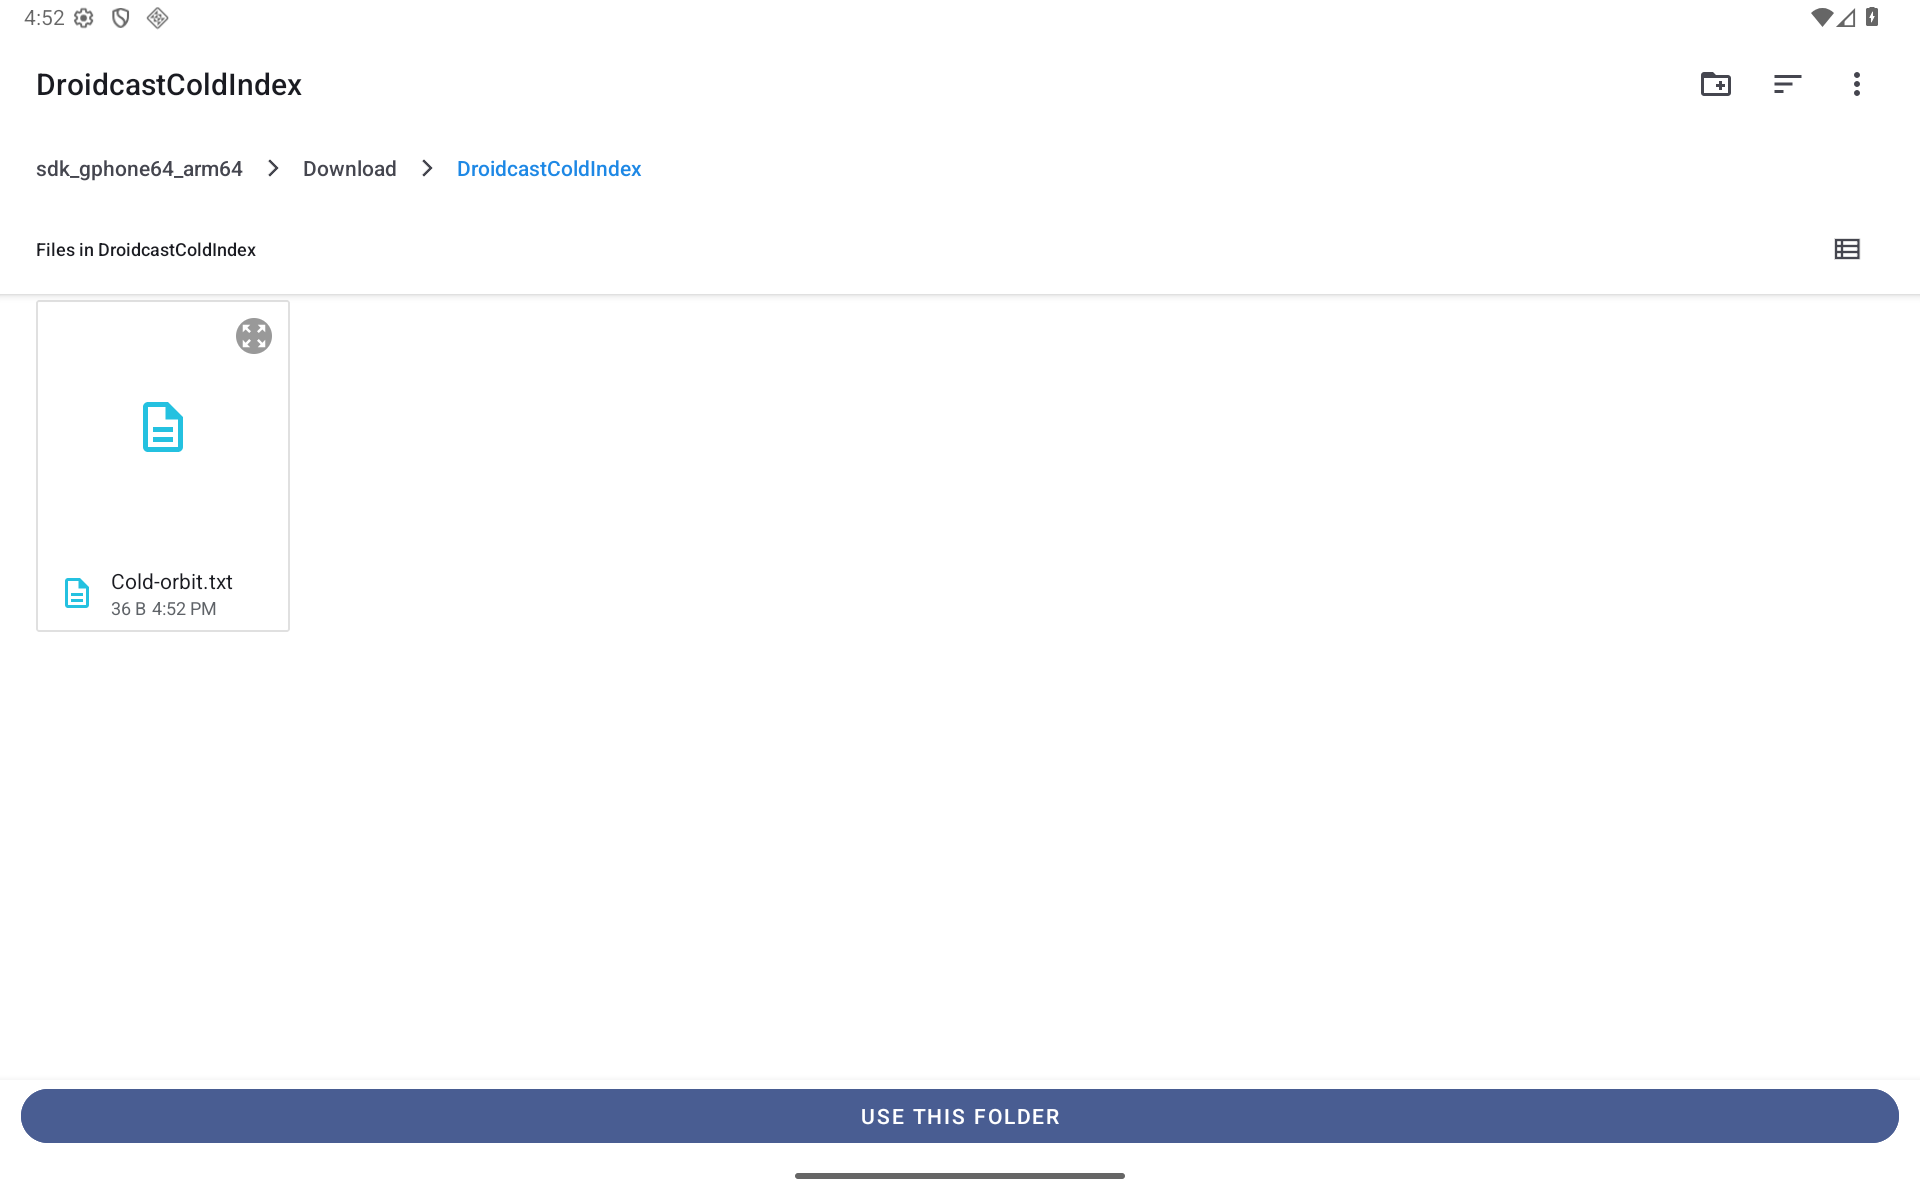 4:52
DroidcastColdIndex
sdk_gphone64_arm64 Download DroidcastColdIndex
Files in DroidcastColdIndex
Cold-orbit.txt
36 B 4:52 PM
USE THIS FOLDER